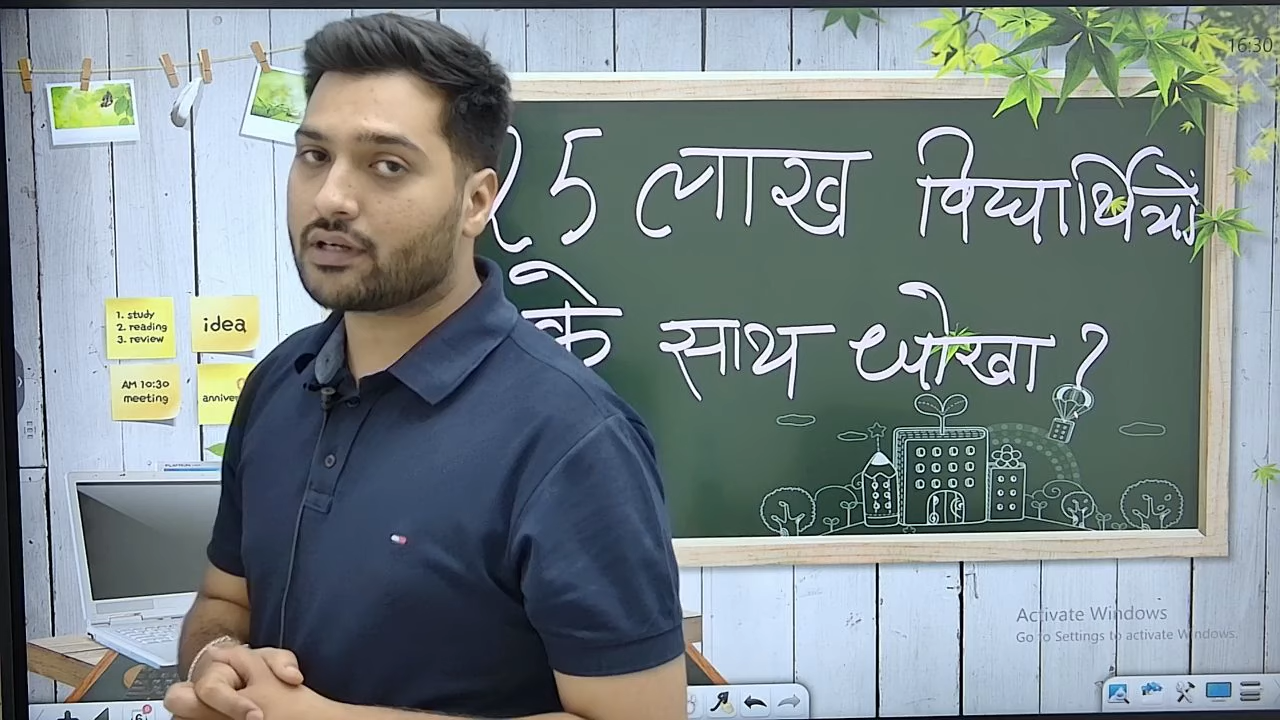 16:30
25 लाख विद्यार्थियों
के साथ धोखा ?
1. study
2. reading
3. review
idea
AM 10:30
meeting
Activate Windows
Go to Settings to activate Windows.